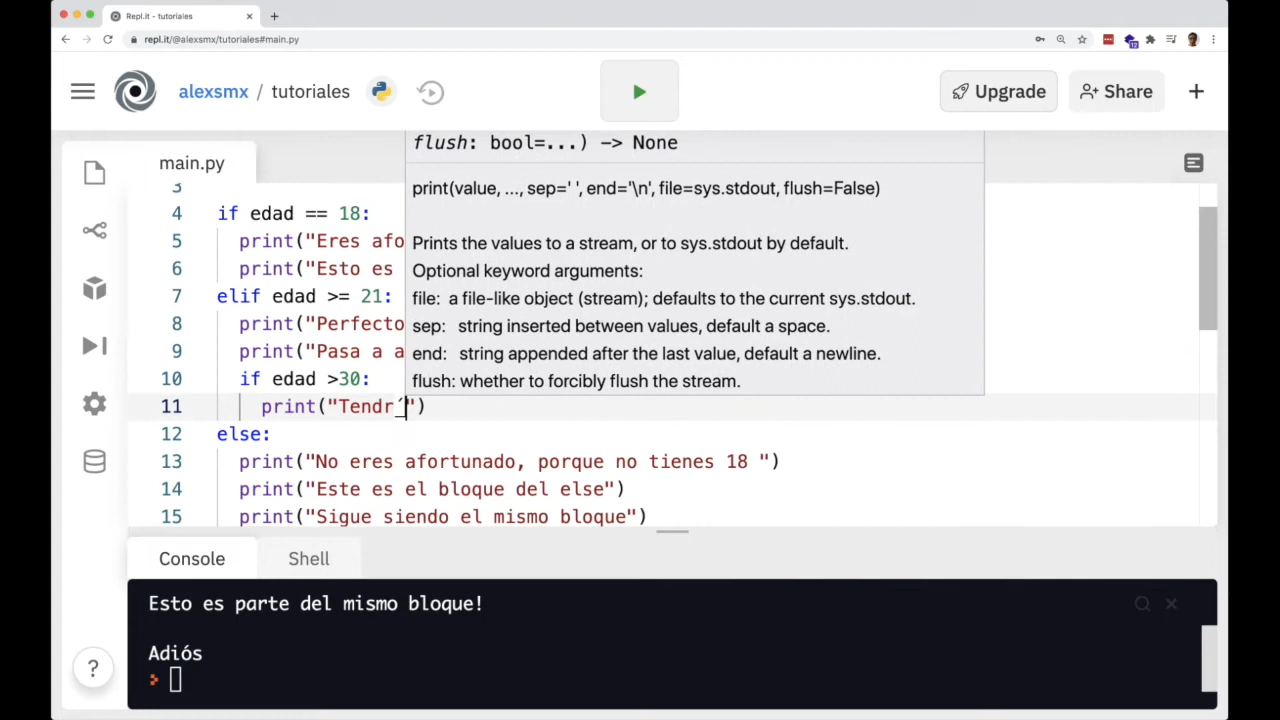 Repl.it - tutoriales
repl.it/@alexsmx/tutoriales#main.py
12
alexsmx / tutoriales
Upgrade
Share
main.py
flush: bool=...) -> None
print(value, ..., sep=' ', end='\n', file=sys.stdout, flush=False)
Prints the values to a stream, or to sys.stdout by default.
Optional keyword arguments:
file: a file-like object (stream); defaults to the current sys.stdout.
sep: string inserted between values, default a space.
end: string appended after the last value, default a newline.
flush: whether to forcibly flush the stream.
3
4 if edad == 18:
5 print("Eres afo
6 print("Esto es
7 elif edad >= 21:
8 print("Perfecto
9 print("Pasa a a
10 if edad >30:
11 print("Tendr´")
12 else:
13 print("No eres afortunado, porque no tienes 18 ")
14 print("Este es el bloque del else")
15 print("Sigue siendo el mismo bloque")
Console
Shell
Esto es parte del mismo bloque!
Adiós
?